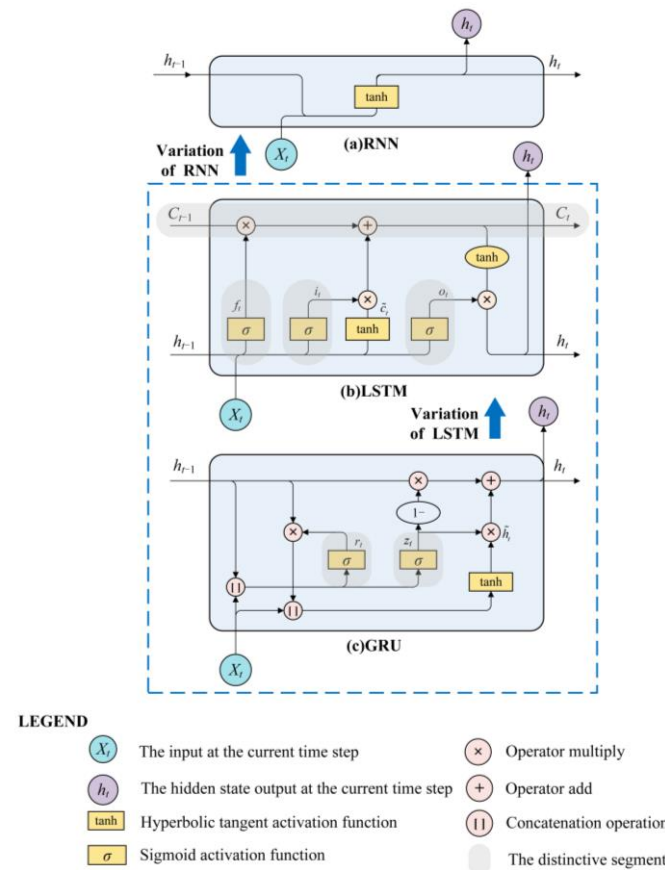 h_t
h_{t-1}
h_t
tanh
(a)RNN
X_t
Variation
of RNN
h_t
C_{t-1}
×
+
C_t
tanh
f_t
i_t
×
c̃_t
o_t
×
σ
σ
tanh
σ
h_{t-1}
h_t
(b)LSTM
X_t
Variation
of LSTM
h_t
h_{t-1}
×
+
h_t
1−
×
r_t
z_t
×
h̃_t
σ
σ
tanh
[ ]
[ ]
(c)GRU
X_t
LEGEND
X_t The input at the current time step
× Operator multiply
h_t The hidden state output at the current time step
+ Operator add
tanh Hyperbolic tangent activation function
[ ] Concatenation operation
σ Sigmoid activation function
The distinctive segment